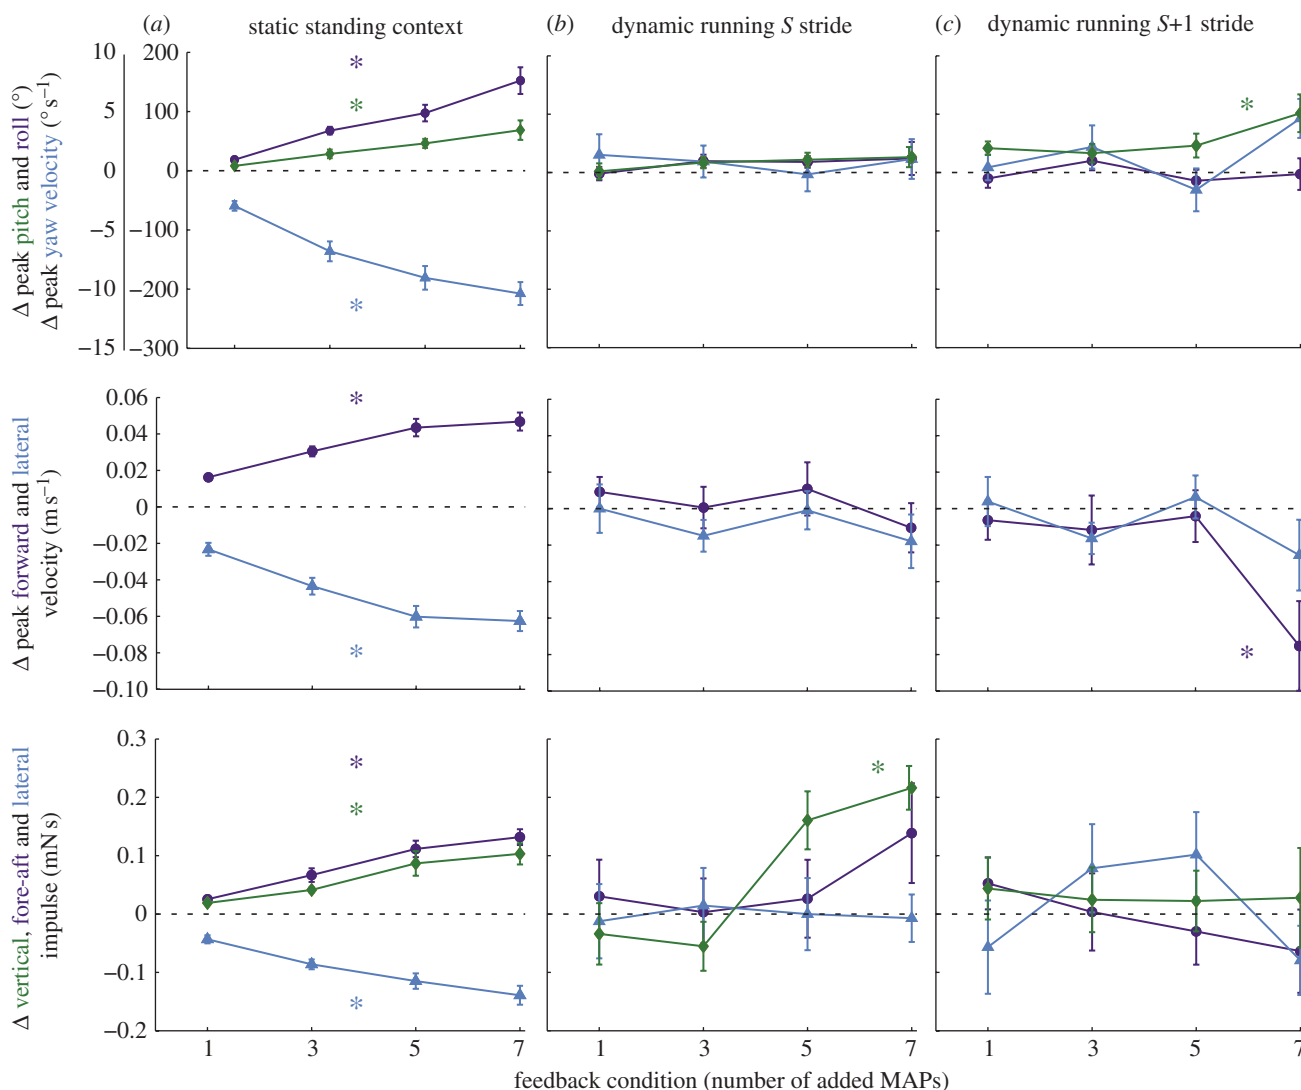 (a) static standing context (b) dynamic running S stride (c) dynamic running S+1 stride
Δ peak pitch and roll (°)
Δ peak yaw velocity (° s⁻¹)
10 200
5 100
0 0
−5 −100
−10 −200
−15 −300
* * *
*
Δ peak forward and lateral
velocity (m s⁻¹)
0.06
0.04
0.02
0
−0.02
−0.04
−0.06
−0.08
−0.10
*
* *
Δ vertical, fore-aft and lateral
impulse (mN s)
0.3
0.2
0.1
0
−0.1
−0.2
* *
*
*
1 3 5 7 1 3 5 7 1 3 5 7
feedback condition (number of added MAPs)